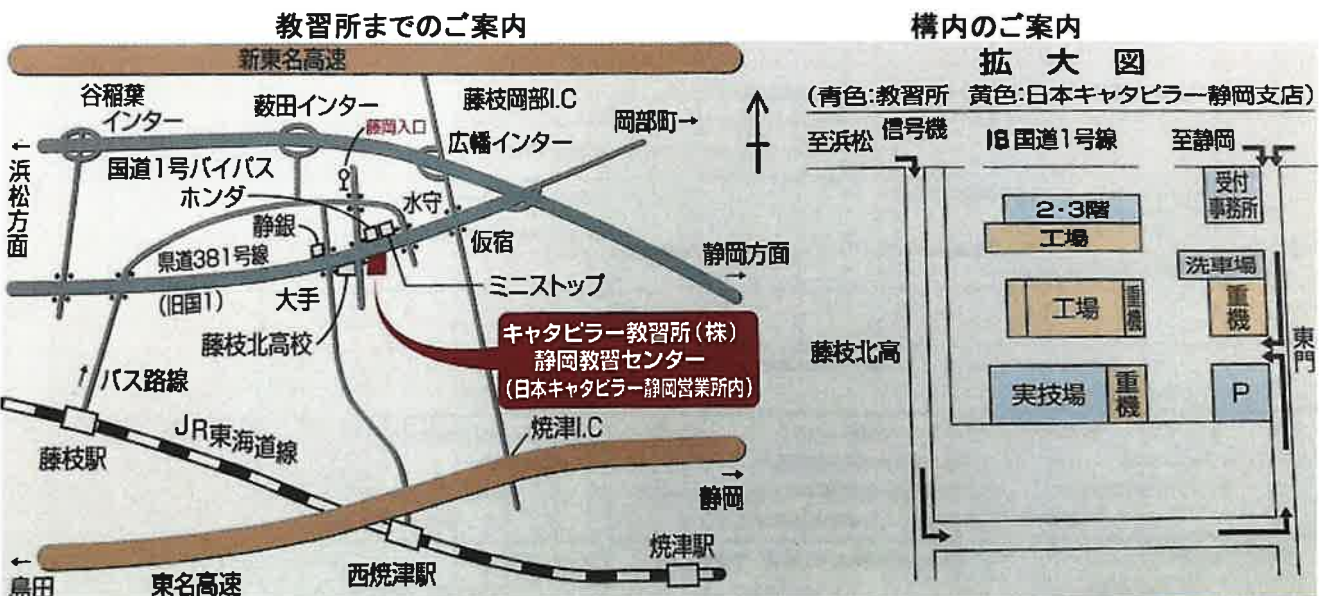 教習所までのご案内
新東名高速
谷稲葉
インター
薮田インター
藤枝岡部I.C
藤岡入口
岡部町→
広幡インター
←浜松方面
国道1号バイパス
ホンダ
水守
静銀
仮宿
県道381号線
(旧国1)
静岡方面
→
大手
ミニストップ
藤枝北高校
キャタピラー教習所(株)
静岡教習センター
(日本キャタピラー静岡営業所内)
バス路線
JR東海道線
藤枝駅
焼津I.C
→
静岡
焼津駅
西焼津駅
東名高速
←
島田
構内のご案内
拡大図
(青色:教習所 黄色:日本キャタピラー静岡支店)
至浜松
信号機
旧国道1号線
至静岡
受付
事務所
2・3階
工場
洗車場
工場
重機
重機
藤枝北高
東門
実技場
重機
P